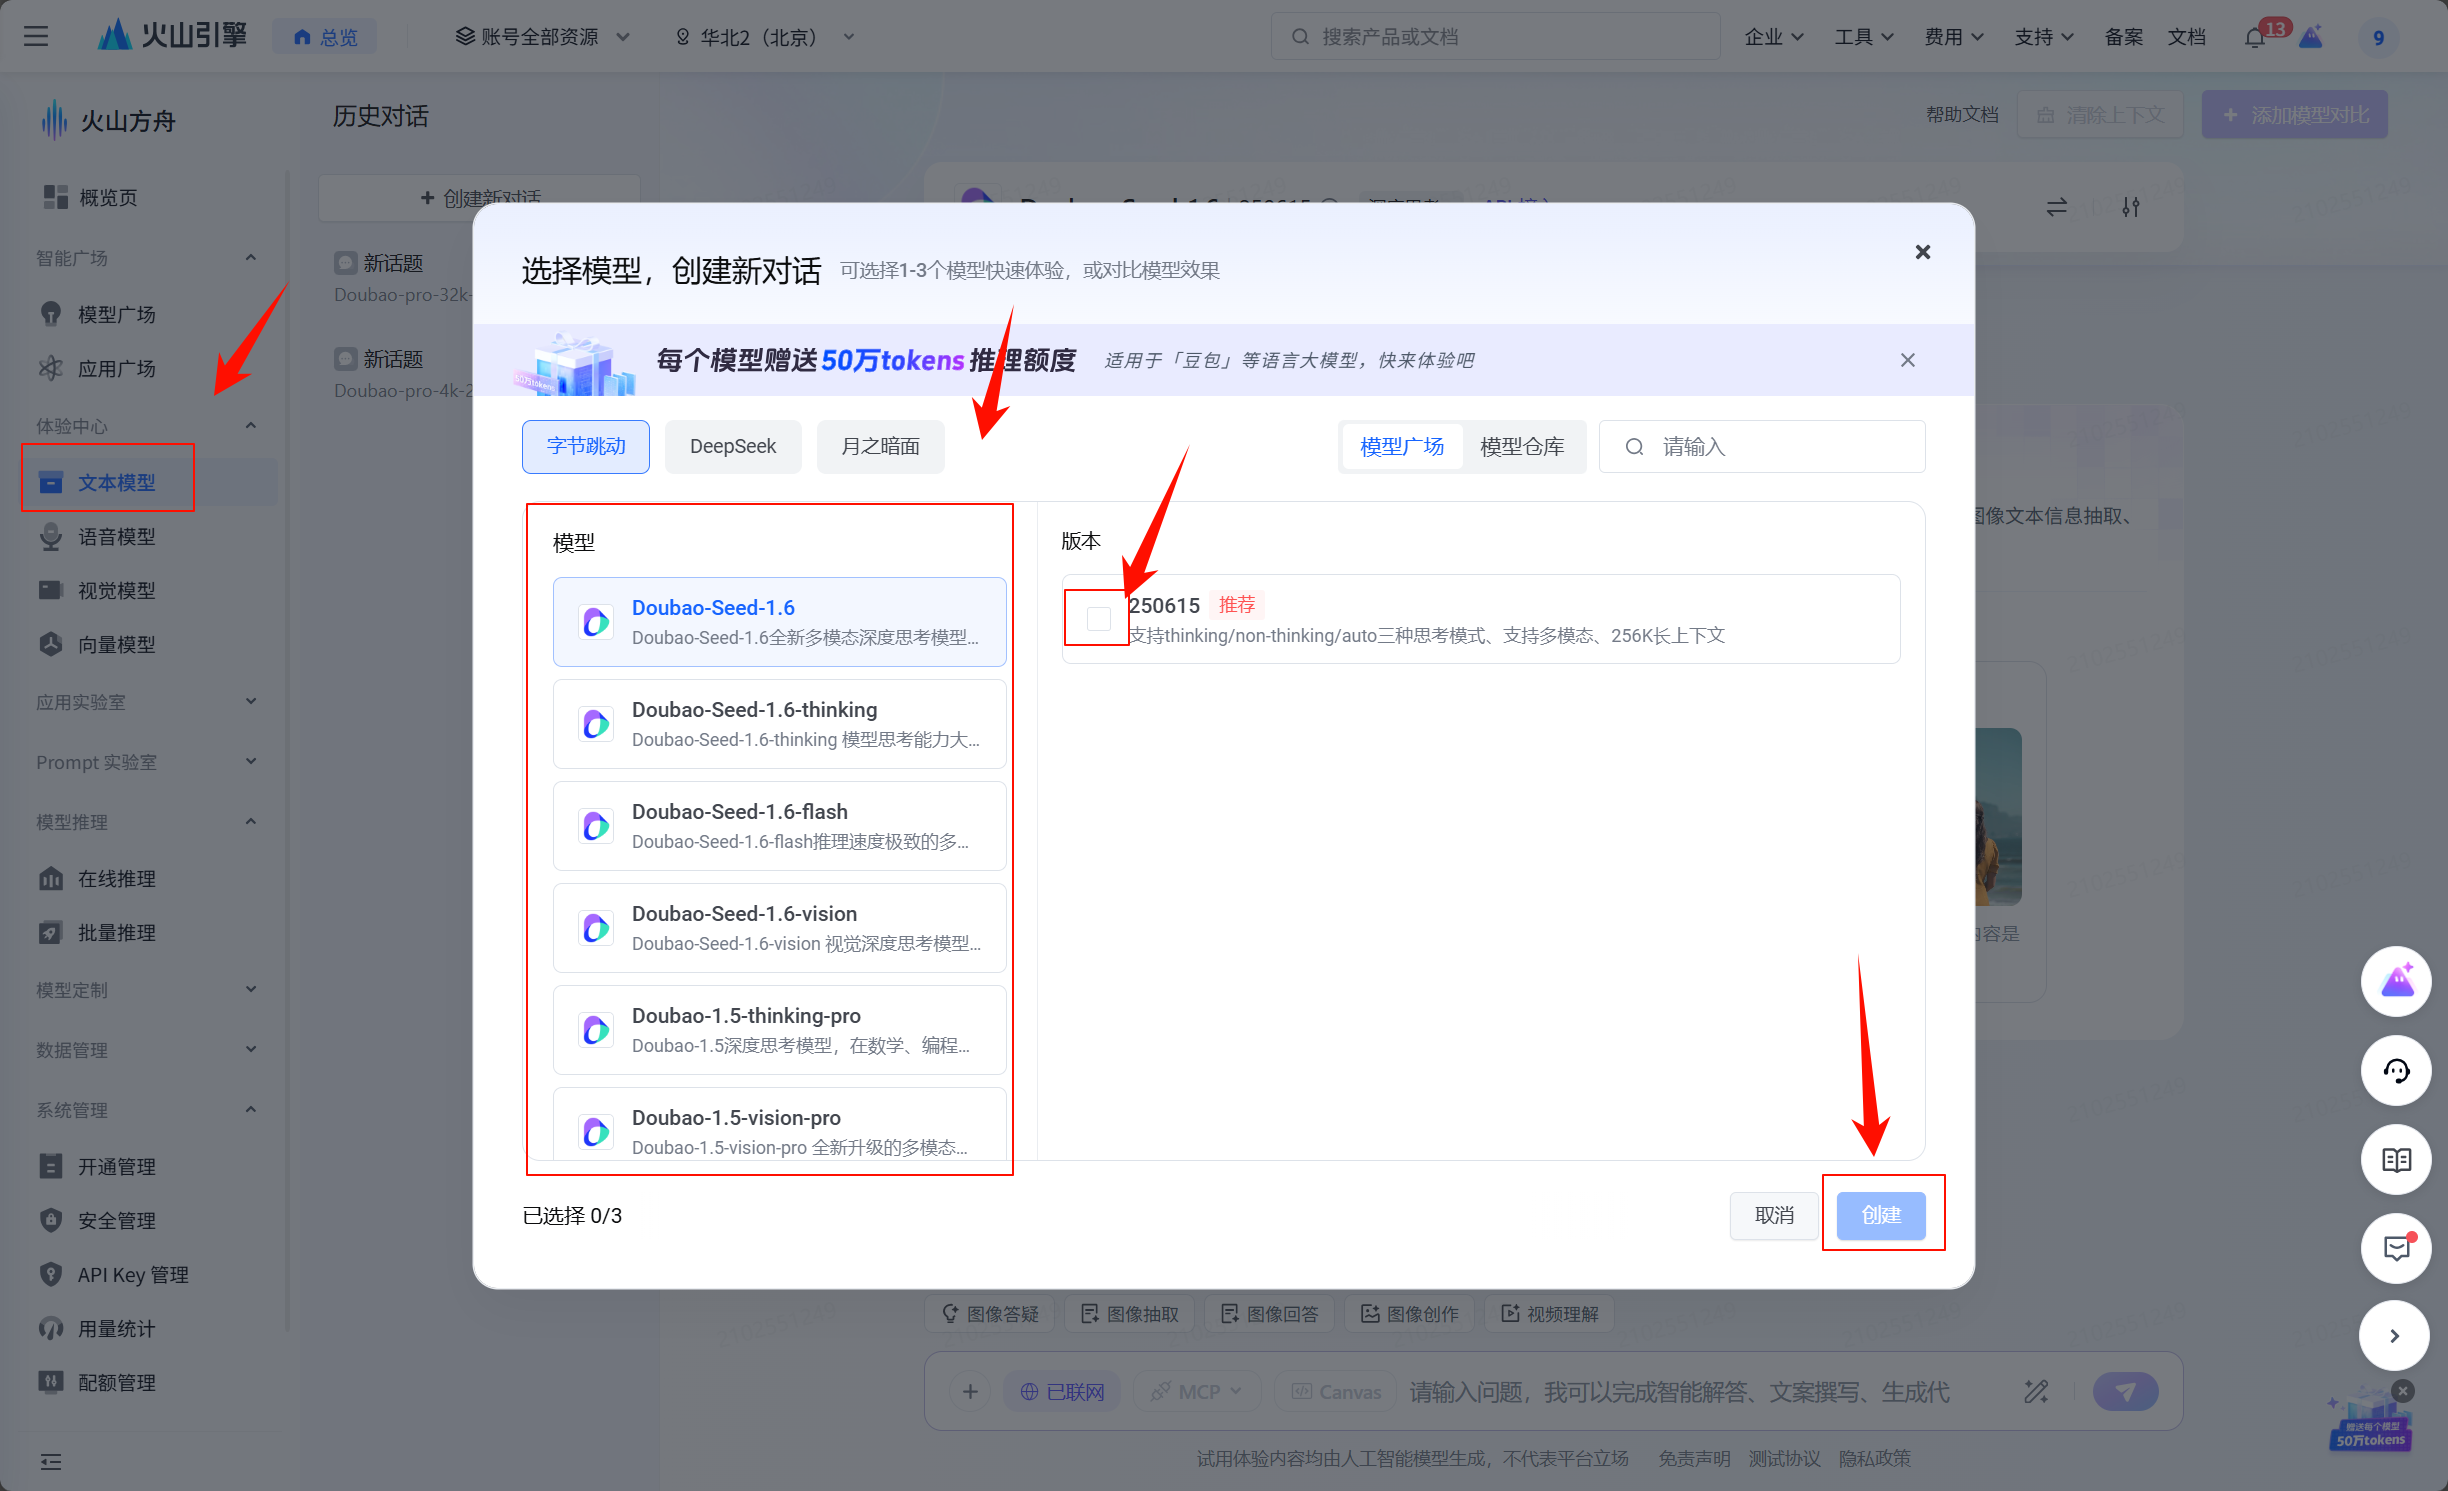 火山引擎
总览
账号全部资源
华北2（北京）
搜索产品或文档
企业
工具
费用
支持
备案
文档
13
9
火山方舟
概览页
智能广场
模型广场
应用广场
体验中心
文本模型
语音模型
视觉模型
向量模型
应用实验室
Prompt 实验室
模型推理
在线推理
批量推理
模型定制
数据管理
系统管理
开通管理
安全管理
API Key 管理
用量统计
配额管理
历史对话
+ 创建新对话
新话题
Doubao-pro-32k-
新话题
Doubao-pro-4k-2
帮助文档
清除上下文
+ 添加模型对比
选择模型，创建新对话
可选择1-3个模型快速体验，或对比模型效果
每个模型赠送50万tokens推理额度
适用于「豆包」等语言大模型，快来体验吧
字节跳动
DeepSeek
月之暗面
模型广场
模型仓库
请输入
模型
Doubao-Seed-1.6
Doubao-Seed-1.6全新多模态深度思考模型...
Doubao-Seed-1.6-thinking
Doubao-Seed-1.6-thinking 模型思考能力大...
Doubao-Seed-1.6-flash
Doubao-Seed-1.6-flash推理速度极致的多...
Doubao-Seed-1.6-vision
Doubao-Seed-1.6-vision 视觉深度思考模型...
Doubao-1.5-thinking-pro
Doubao-1.5深度思考模型，在数学、编程...
Doubao-1.5-vision-pro
Doubao-1.5-vision-pro 全新升级的多模态...
版本
250615 推荐
支持thinking/non-thinking/auto三种思考模式、支持多模态、256K长上下文
已选择 0/3
取消
创建
图像文本信息抽取、
内容是
图像答疑
图像抽取
图像回答
图像创作
视频理解
已联网
MCP
Canvas
请输入问题，我可以完成智能解答、文案撰写、生成代
试用体验内容均由人工智能模型生成，不代表平台立场 免责声明 测试协议 隐私政策
赠送每个模型
50万tokens